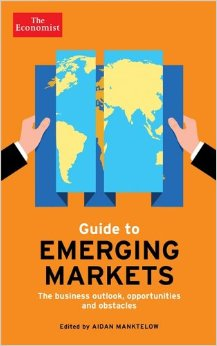 The
Economist
Guide to
EMERGING
MARKETS
The business outlook, opportunities
and obstacles
Edited by AIDAN MANKTELOW